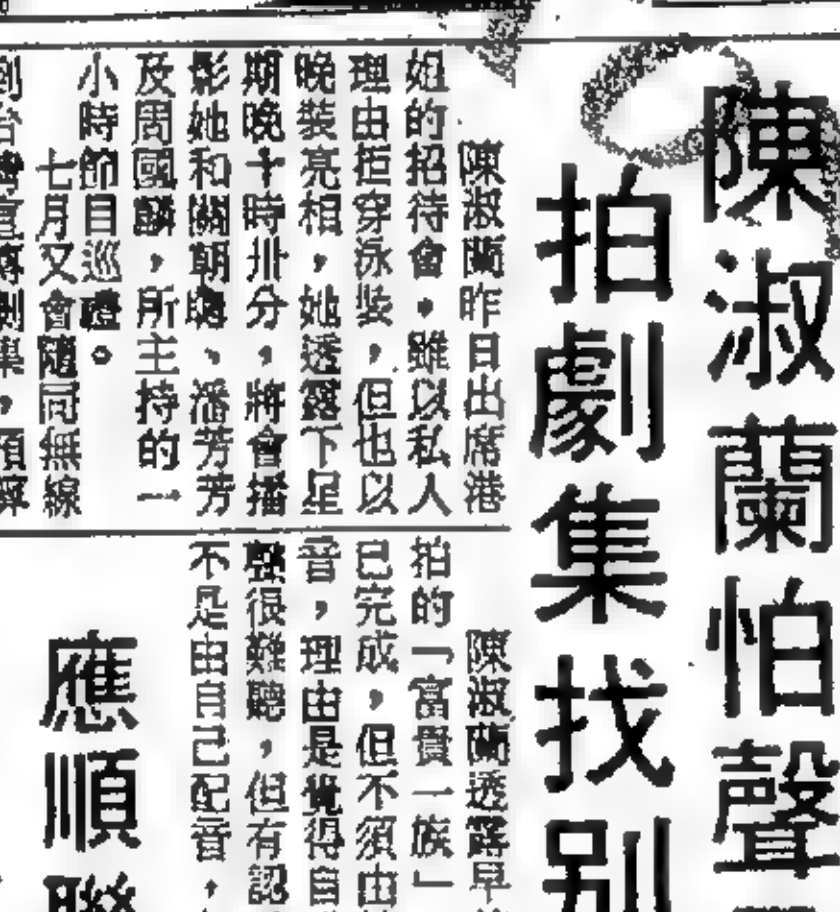 陳淑蘭怕聲
拍劇集找別
陳淑蘭昨日出席港
姐的招待會，雖以私人
理由拒穿泳裝，但也以
晚裝亮相，她透露下星
期晚十時卅分，將會播
影她和關朝聰、潘芳芳
及周國麟，所主持的一
小時節目巡禮。
七月又會隨同無線
陳淑蘭透露早
拍的「富貴一族」
已完成，但不須由
音，理由是覺得自
聲很難聽，但有認
不是由自己配音，
應順